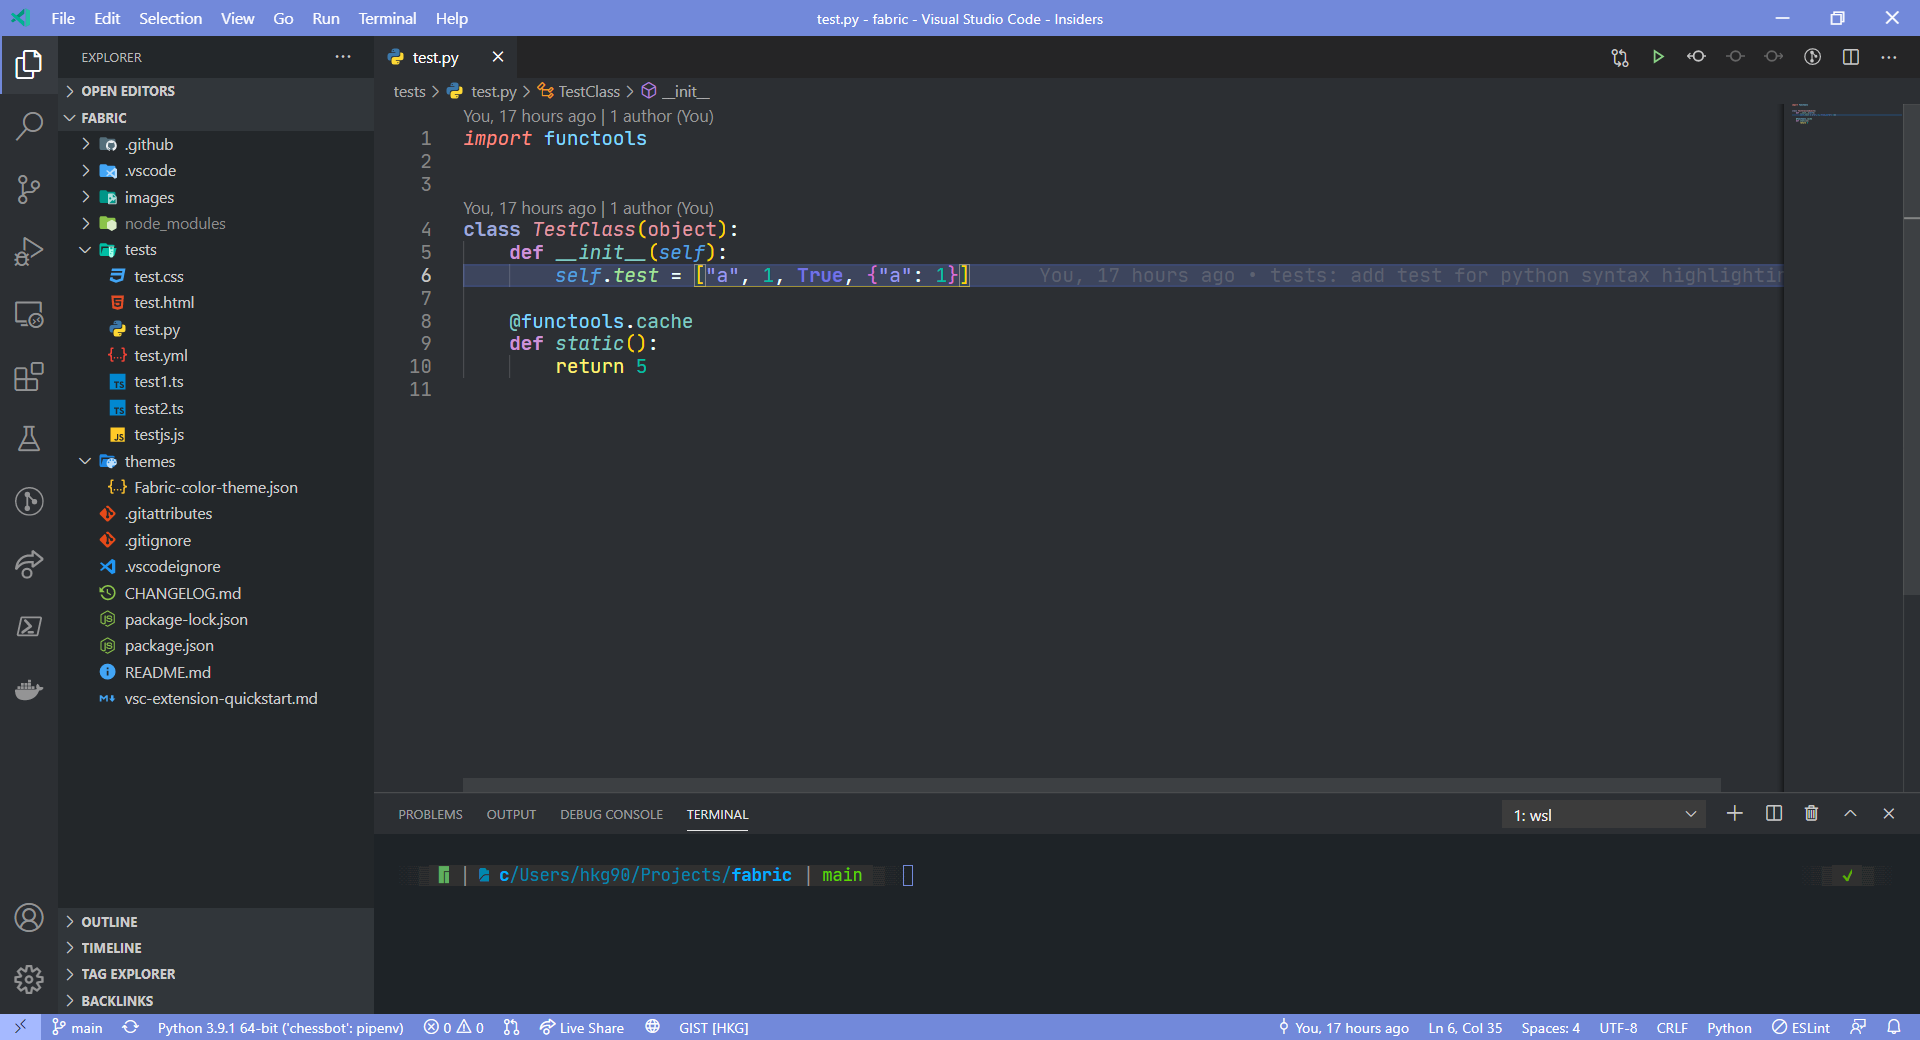 File Edit Selection View Go Run Terminal Help
test.py - fabric - Visual Studio Code - Insiders
EXPLORER
OPEN EDITORS
FABRIC
.github
.vscode
images
node_modules
tests
test.css
test.html
test.py
test.yml
test1.ts
test2.ts
testjs.js
themes
Fabric-color-theme.json
.gitattributes
.gitignore
.vscodeignore
CHANGELOG.md
package-lock.json
package.json
README.md
vsc-extension-quickstart.md
OUTLINE
TIMELINE
TAG EXPLORER
BACKLINKS
test.py
tests > test.py > TestClass > __init__
You, 17 hours ago | 1 author (You)
1 import functools
2
3
You, 17 hours ago | 1 author (You)
4 class TestClass(object):
5 def __init__(self):
6 self.test = ["a", 1, True, {"a": 1}] You, 17 hours ago • tests: add test for python syntax highlightin
7
8 @functools.cache
9 def static():
10 return 5
11
PROBLEMS OUTPUT DEBUG CONSOLE TERMINAL 1: wsl
| c/Users/hkg90/Projects/fabric | main
main Python 3.9.1 64-bit ('chessbot': pipenv) 0 0 Live Share GIST [HKG] You, 17 hours ago Ln 6, Col 35 Spaces: 4 UTF-8 CRLF Python ESLint